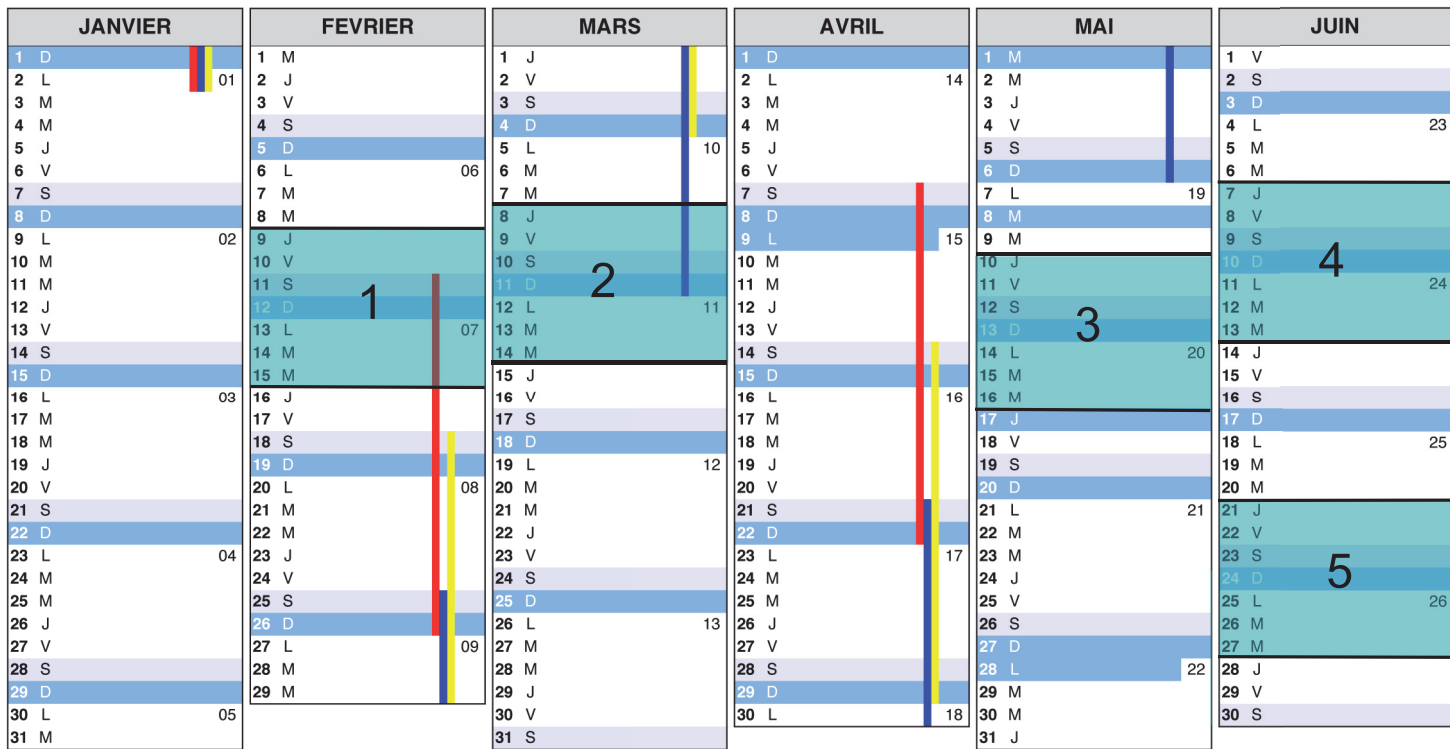 JANVIER
1 D
2 L 01
3 M
4 M
5 J
6 V
7 S
8 D
9 L 02
10 M
11 M
12 J
13 V
14 S
15 D
16 L 03
17 M
18 M
19 J
20 V
21 S
22 D
23 L 04
24 M
25 M
26 J
27 V
28 S
29 D
30 L 05
31 M
FEVRIER
1 M
2 J
3 V
4 S
5 D
6 L 06
7 M
8 M
9 J
10 V
11 S
12 D
1
13 L 07
14 M
15 M
16 J
17 V
18 S
19 D
20 L 08
21 M
22 M
23 J
24 V
25 S
26 D
27 L 09
28 M
29 M
MARS
1 J
2 V
3 S
4 D
5 L 10
6 M
7 M
8 J
9 V
10 S
11 D
2
12 L 11
13 M
14 M
15 J
16 V
17 S
18 D
19 L 12
20 M
21 M
22 J
23 V
24 S
25 D
26 L 13
27 M
28 M
29 J
30 V
31 S
AVRIL
1 D
2 L 14
3 M
4 M
5 J
6 V
7 S
8 D
9 L 15
10 M
11 M
12 J
13 V
14 S
15 D
16 L 16
17 M
18 M
19 J
20 V
21 S
22 D
23 L 17
24 M
25 M
26 J
27 V
28 S
29 D
30 L 18
MAI
1 M
2 M
3 J
4 V
5 S
6 D
7 L 19
8 M
9 M
10 J
11 V
12 S
13 D
3
14 L 20
15 M
16 M
17 J
18 V
19 S
20 D
21 L 21
22 M
23 M
24 J
25 V
26 S
27 D
28 L 22
29 M
30 M
31 J
JUIN
1 V
2 S
3 D
4 L 23
5 M
6 M
7 J
8 V
9 S
10 D
4
11 L 24
12 M
13 M
14 J
15 V
16 S
17 D
18 L 25
19 M
20 M
21 J
22 V
23 S
24 D
5
25 L 26
26 M
27 M
28 J
29 V
30 S